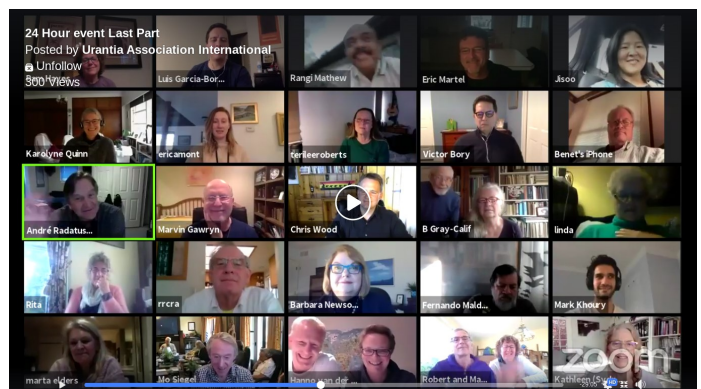 24 Hour event Last Part
Posted by Urantia Association International
Unfollow
300 Views
Luis Garcia-Bor...
Rangi Mathew
Eric Martel
Jisoo
Karolyne Quinn
ericamont
terileeroberts
Victor Bory
Benet's iPhone
André Radatus...
Marvin Gawryn
Chris Wood
B Gray-Calif
linda
Rita
rrcra
Barbara Newso...
Fernando Mald...
Mark Khoury
marta elders
Mo Siegel
Hanno van der ...
Robert and Ma...
Kathleen
zoom
HD